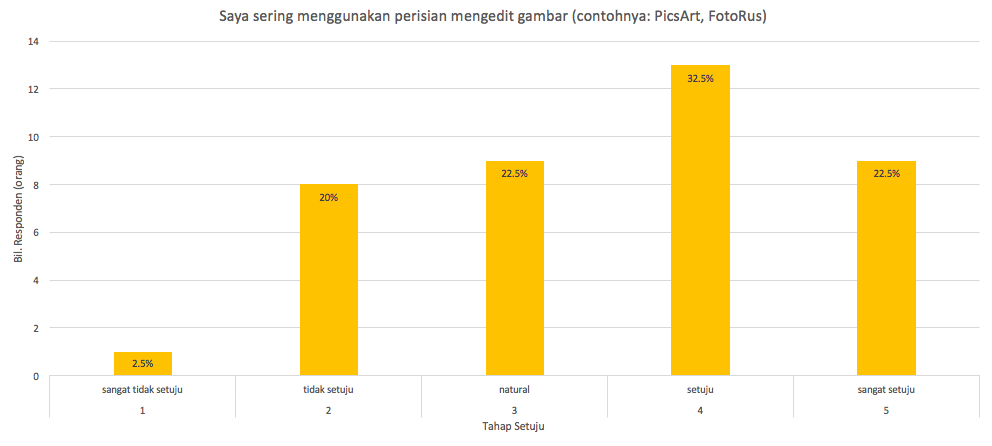 Saya sering menggunakan perisian mengedit gambar (contohnya: PicsArt, FotoRus)
14
12
10
8
6
4
2
0
Bil. Responden (orang)
2.5%
20%
22.5%
32.5%
22.5%
sangat tidak setuju
tidak setuju
natural
setuju
sangat setuju
1
2
3
4
5
Tahap Setuju